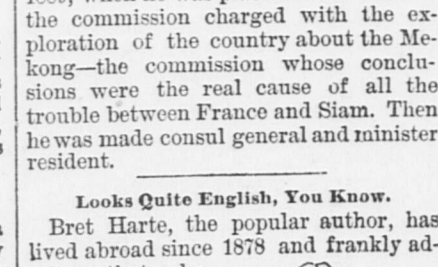 the commission charged with the ex-
ploration of the country about the Me-
kong—the commission whose conclu-
sions were the real cause of all the
trouble between France and Siam. Then
he was made consul general and minister
resident.
Looks Quite English, You Know.
Bret Harte, the popular author, has
lived abroad since 1878 and frankly ad-